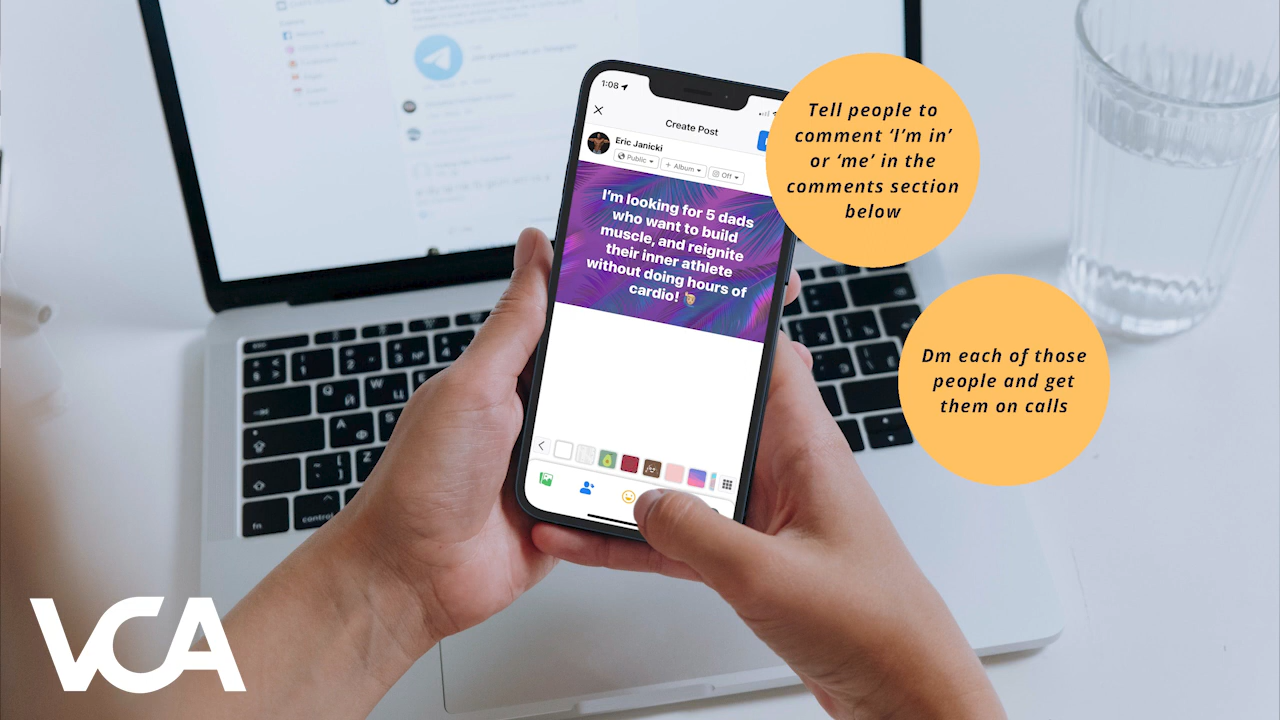 1:08
Create Post
Eric Janicki
Public
+ Album
Off
I'm looking for 5 dads
who want to build
muscle, and reignite
their inner athlete
without doing hours of
cardio!
Tell people to
comment ‘I’m in’
or ‘me’ in the
comments section
below
Dm each of those
people and get
them on calls
fn
control
VCA